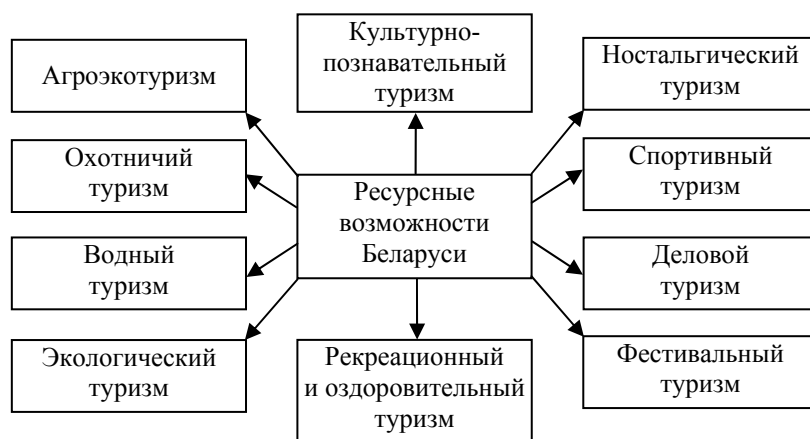 Агроэкотуризм
Культурно-
познавательный
туризм
Ностальгический
туризм
Охотничий
туризм
Ресурсные
возможности
Беларуси
Спортивный
туризм
Водный
туризм
Деловой
туризм
Экологический
туризм
Рекреационный
и оздоровительный
туризм
Фестивальный
туризм